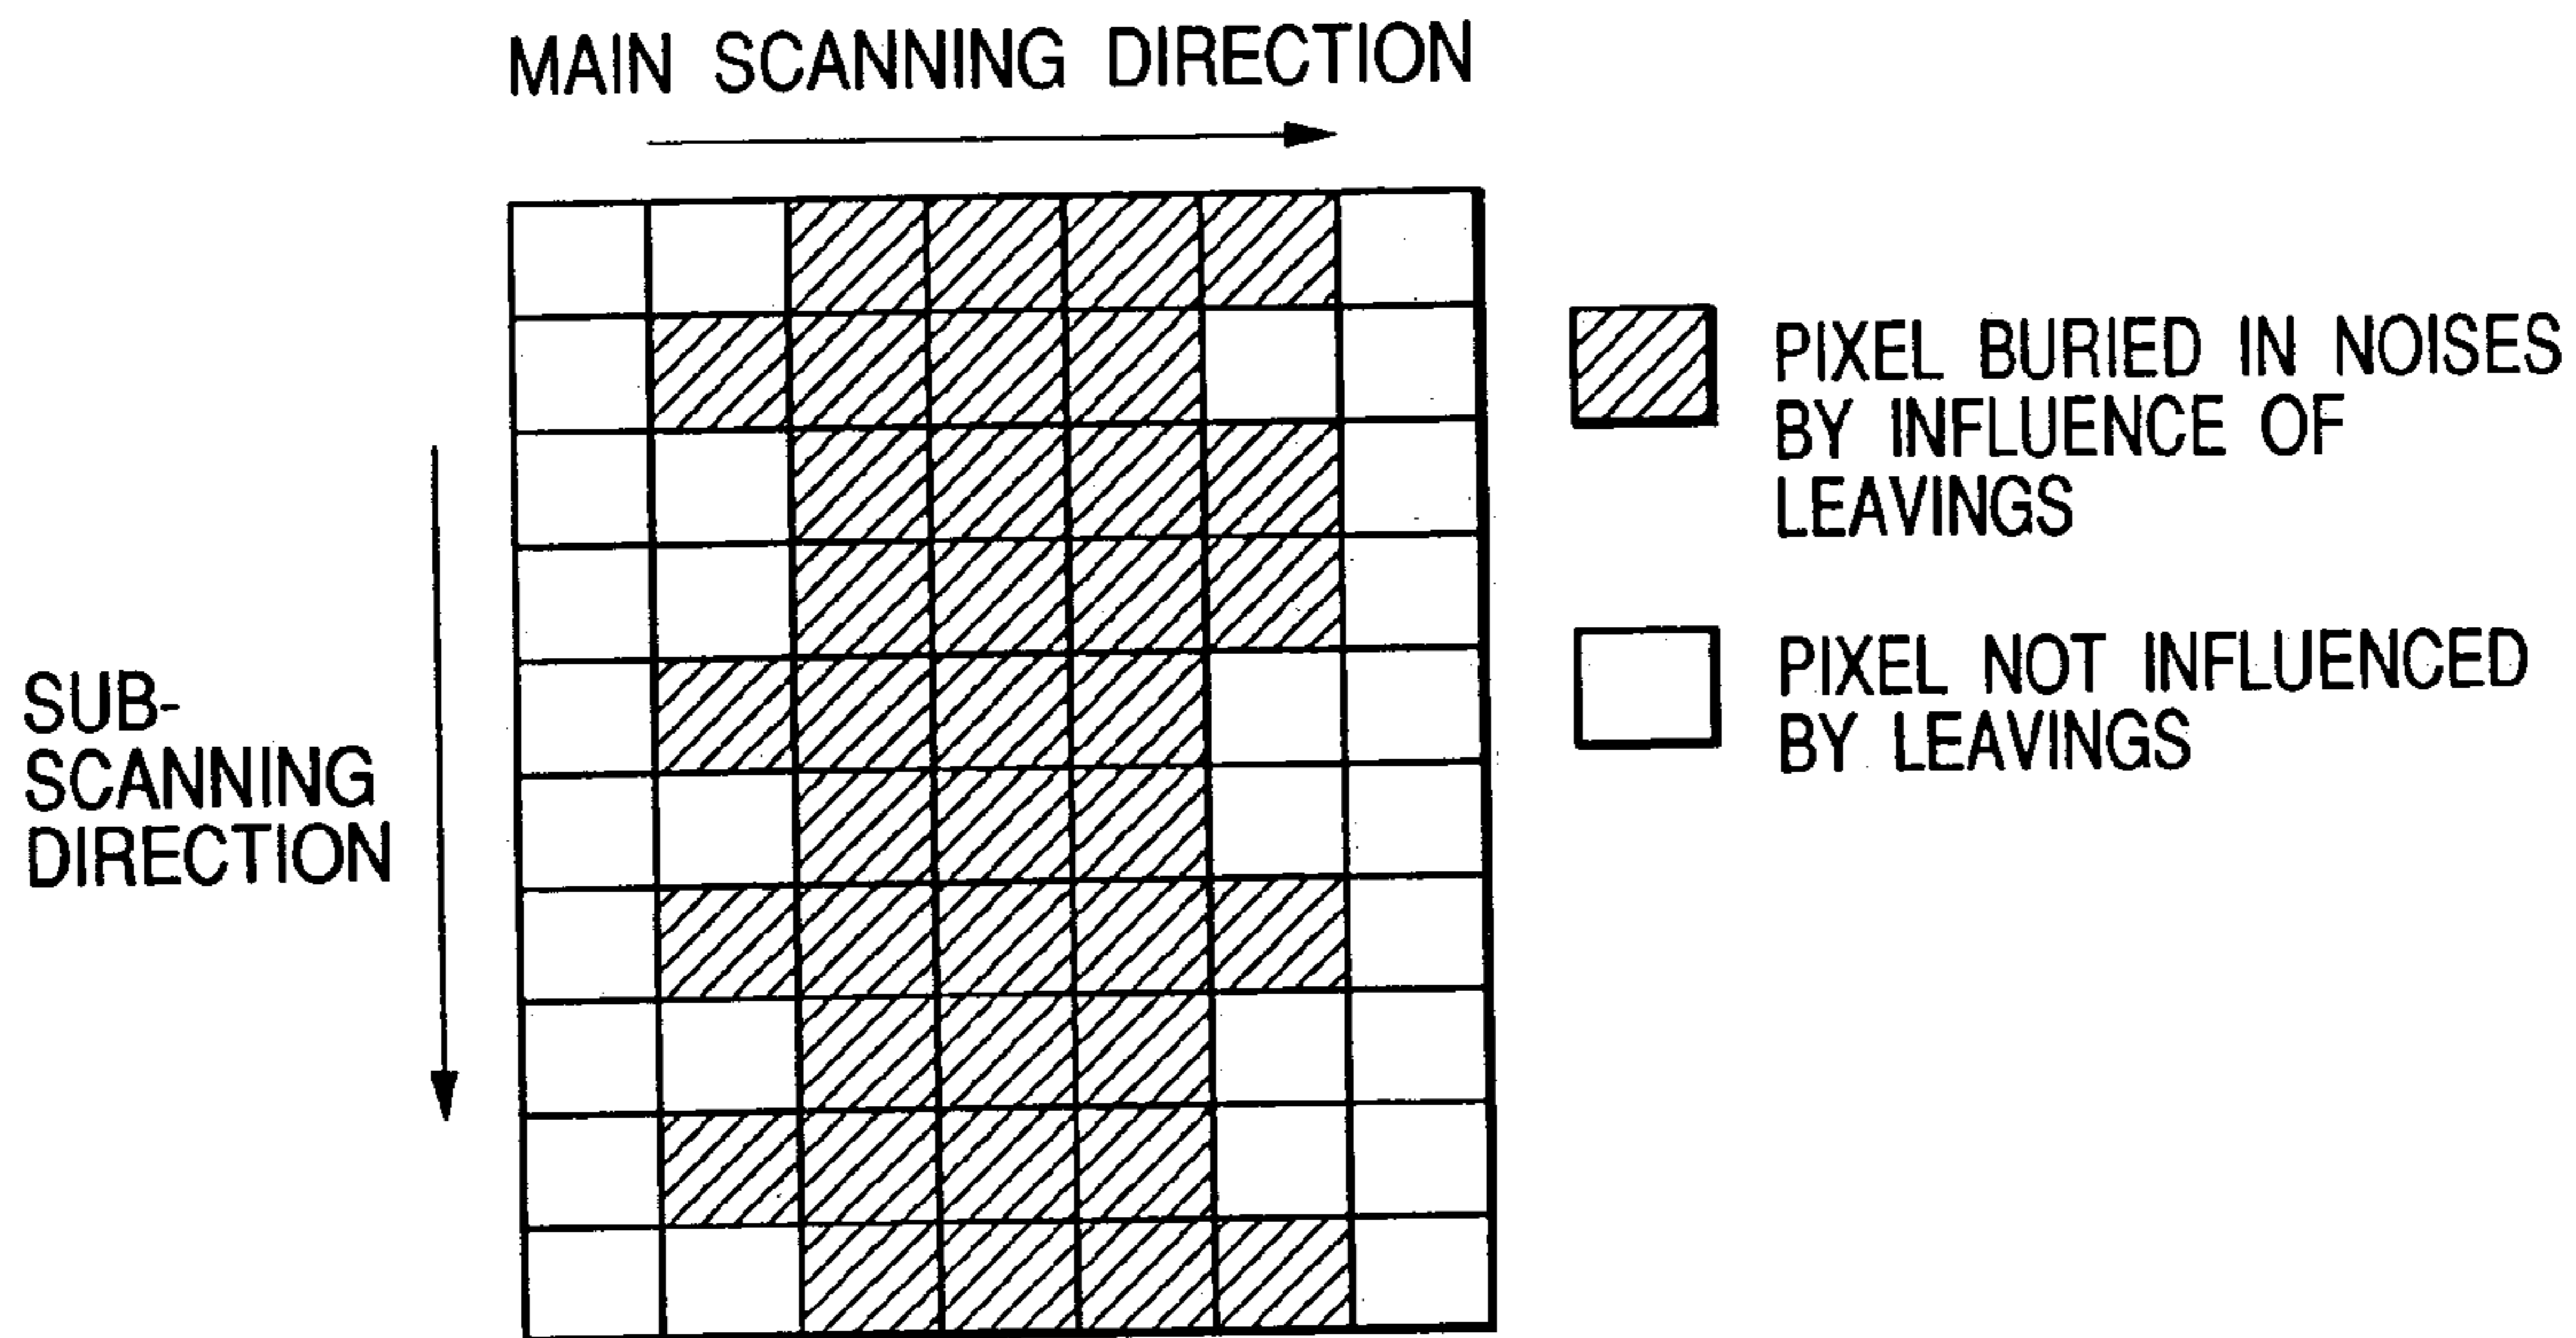 MAIN SCANNING DIRECTION
PIXEL BURIED IN NOISES
BY INFLUENCE OF
LEAVINGS
PIXEL NOT INFLUENCED
BY LEAVINGS
SUB-
SCANNING
DIRECTION